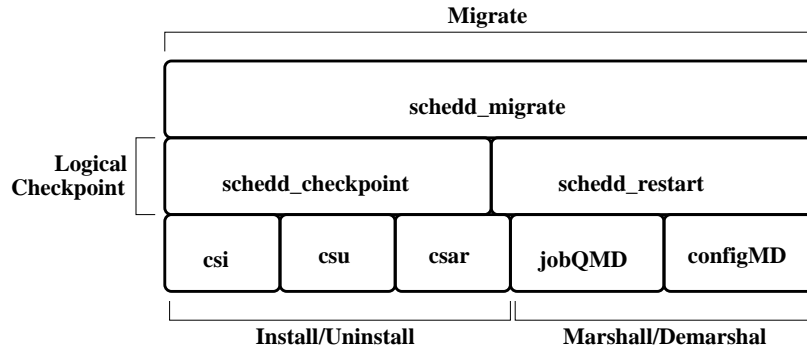 Migrate
schedd_migrate
Logical
Checkpoint
schedd_checkpoint
schedd_restart
csi
csu
csar
jobQMD
configMD
Install/Uninstall
Marshall/Demarshal